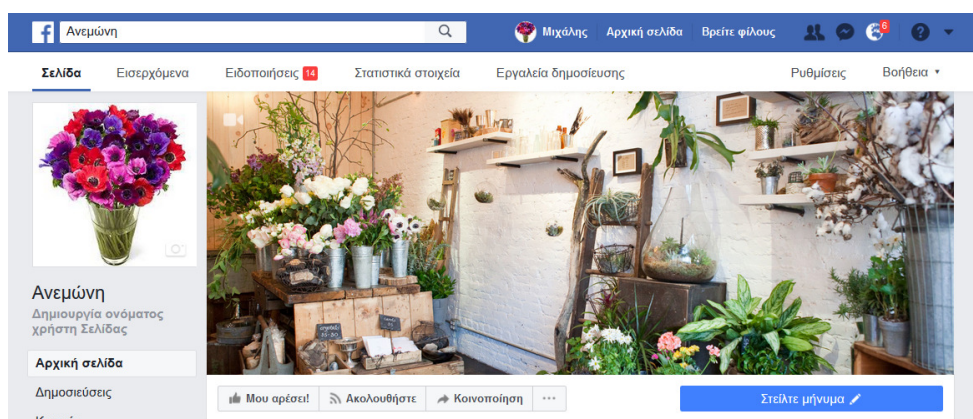 Ανεμώνη
Μιχάλης Αρχική σελίδα Βρείτε φίλους 6
Σελίδα Εισερχόμενα Ειδοποιήσεις 14 Στατιστικά στοιχεία Εργαλεία δημοσίευσης Ρυθμίσεις Βοήθεια
Ανεμώνη
Δημιουργία ονόματος
χρήστη Σελίδας
Αρχική σελίδα
Δημοσιεύσεις
Μου αρέσει! Ακολουθήστε Κοινοποίηση ···
Στείλτε μήνυμα